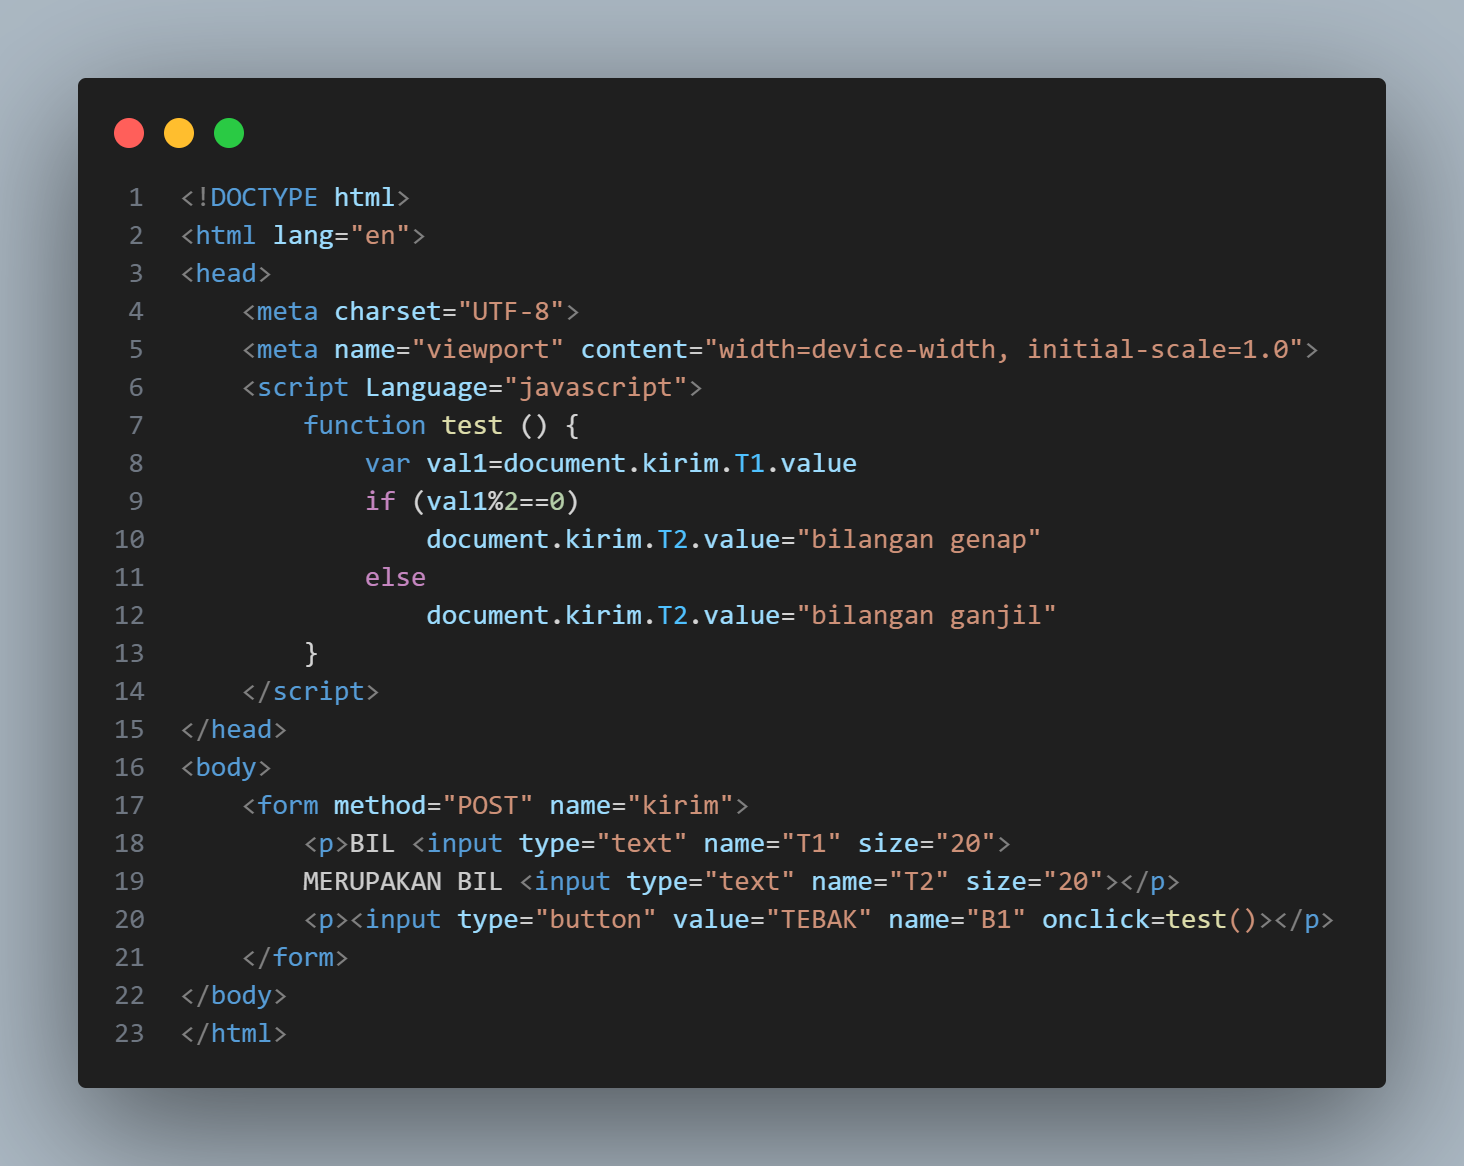 1 <!DOCTYPE html>
2 <html lang="en">
3 <head>
4     <meta charset="UTF-8">
5     <meta name="viewport" content="width=device-width, initial-scale=1.0">
6     <script Language="javascript">
7         function test () {
8             var val1=document.kirim.T1.value
9             if (val1%2==0)
10                 document.kirim.T2.value="bilangan genap"
11             else
12                 document.kirim.T2.value="bilangan ganjil"
13         }
14     </script>
15 </head>
16 <body>
17     <form method="POST" name="kirim">
18         <p>BIL <input type="text" name="T1" size="20">
19         MERUPAKAN BIL <input type="text" name="T2" size="20"></p>
20         <p><input type="button" value="TEBAK" name="B1" onclick=test()></p>
21     </form>
22 </body>
23 </html>